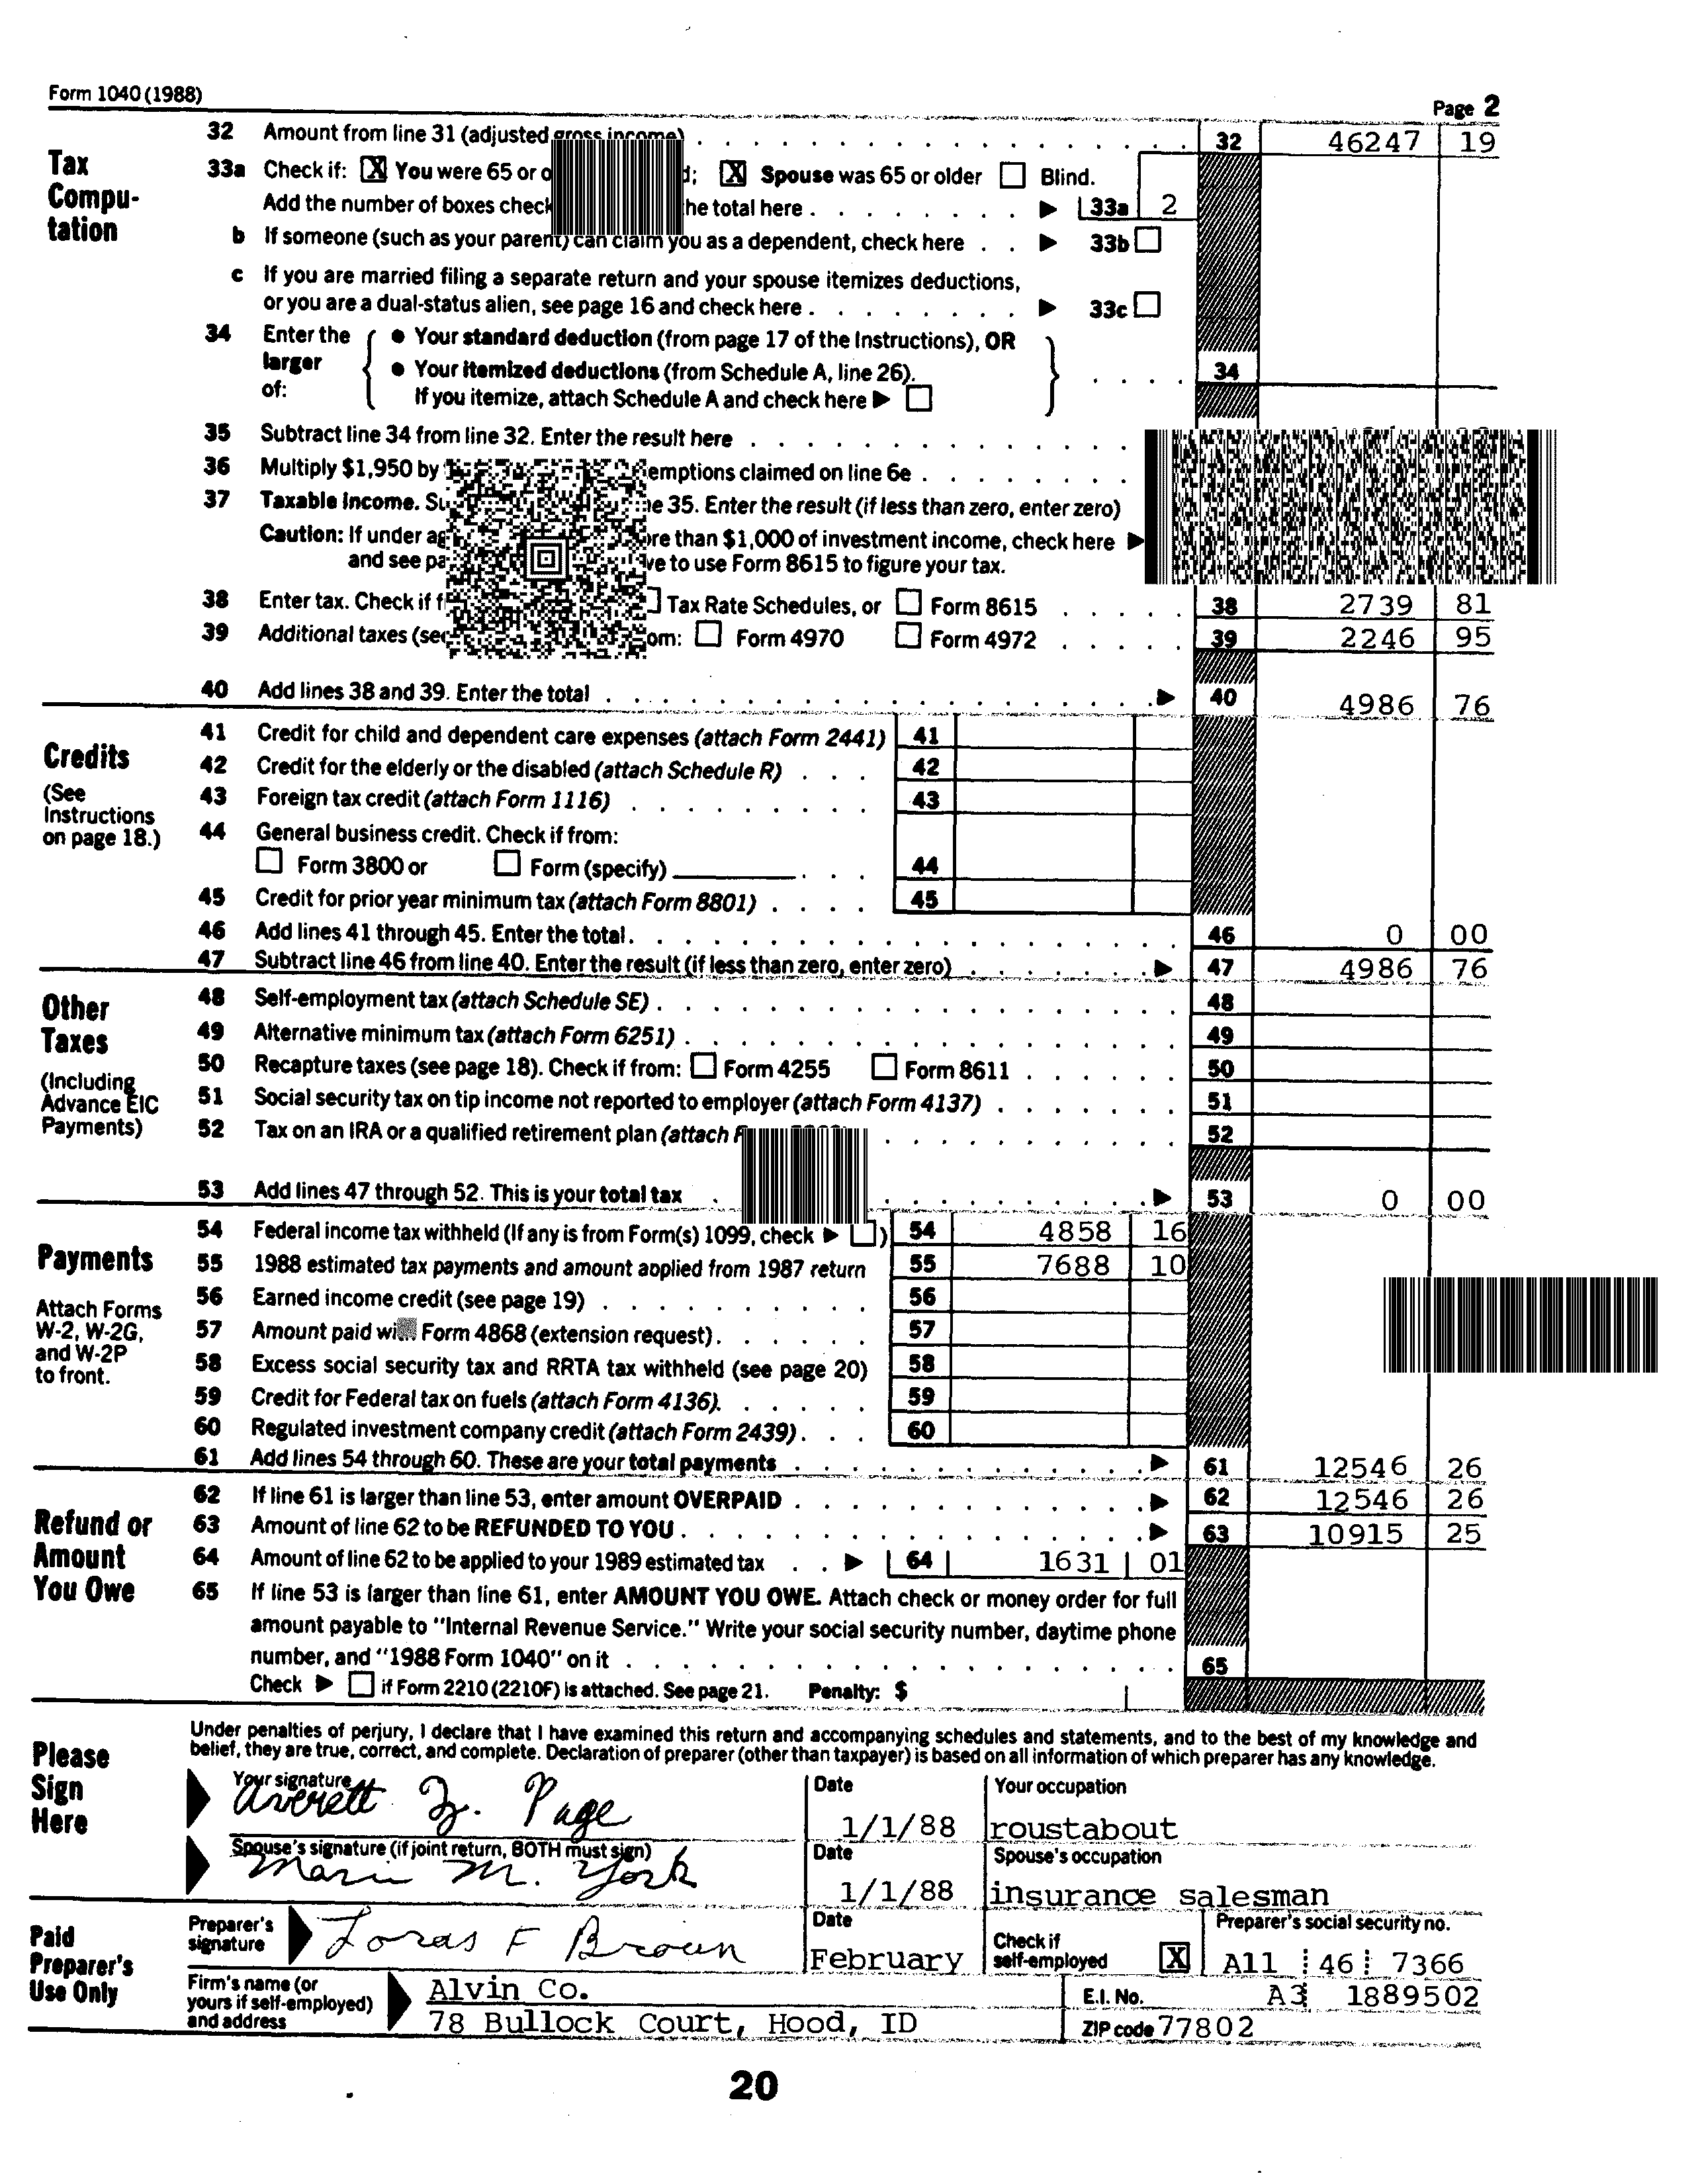 Form 1040 (1988)
Page 2
Tax Computation
32 Amount from line 31 (adjusted gross income) 32 46247 19
33a Check if: [X] You were 65 or [X] Spouse was 65 or older [ ] Blind.
Add the number of boxes the total here 33a 2
b If someone (such as your parent) can claim you as a dependent, check here 33b
c If you are married filing a separate return and your spouse itemizes deductions,
or you are a dual-status alien, see page 16 and check here 33c
34 Enter the larger of:
• Your standard deduction (from page 17 of the Instructions), OR
• Your itemized deductions (from Schedule A, line 26). 34
If you itemize, attach Schedule A and check here
35 Subtract line 34 from line 32. Enter the result here
36 Multiply $1,950 by claimed on line 6e
37 Taxable income. 35. Enter the result (if less than zero, enter zero)
Caution: If under than $1,000 of investment income, check here
and see to use Form 8615 to figure your tax.
38 Enter tax. Check if Tax Rate Schedules, or Form 8615 38 2739 81
39 Additional taxes Form 4970 Form 4972 39 2246 95
40 Add lines 38 and 39. Enter the total 40 4986 76
Credits
(See Instructions on page 18.)
41 Credit for child and dependent care expenses (attach Form 2441) 41
42 Credit for the elderly or the disabled (attach Schedule R) 42
43 Foreign tax credit (attach Form 1116) 43
44 General business credit. Check if from:
Form 3800 or Form (specify) 44
45 Credit for prior year minimum tax (attach Form 8801) 45
46 Add lines 41 through 45. Enter the total. 46 0 00
47 Subtract line 46 from line 40. Enter the result (if less than zero, enter zero) 47 4986 76
Other Taxes
(Including Advance EIC Payments)
48 Self-employment tax (attach Schedule SE) 48
49 Alternative minimum tax (attach Form 6251) 49
50 Recapture taxes (see page 18). Check if from: Form 4255 Form 8611 50
51 Social security tax on tip income not reported to employer (attach Form 4137) 51
52 Tax on an IRA or a qualified retirement plan (attach 52
53 Add lines 47 through 52. This is your total tax 53 0 00
Payments
Attach Forms W-2, W-2G, and W-2P to front.
54 Federal income tax withheld (If any is from Form(s) 1099, check ) 54 4858 16
55 1988 estimated tax payments and amount applied from 1987 return 55 7688 10
56 Earned income credit (see page 19) 56
57 Amount paid Form 4868 (extension request) 57
58 Excess social security tax and RRTA tax withheld (see page 20) 58
59 Credit for Federal tax on fuels (attach Form 4136). 59
60 Regulated investment company credit (attach Form 2439) 60
61 Add lines 54 through 60. These are your total payments 61 12546 26
Refund or Amount You Owe
62 If line 61 is larger than line 53, enter amount OVERPAID 62 12546 26
63 Amount of line 62 to be REFUNDED TO YOU 63 10915 25
64 Amount of line 62 to be applied to your 1989 estimated tax 64 1631 01
65 If line 53 is larger than line 61, enter AMOUNT YOU OWE. Attach check or money order for full
amount payable to "Internal Revenue Service." Write your social security number, daytime phone
number, and "1988 Form 1040" on it 65
Check if Form 2210 (2210F) is attached. See page 21. Penalty: $
Please Sign Here
Under penalties of perjury, I declare that I have examined this return and accompanying schedules and statements, and to the best of my knowledge and
belief, they are true, correct, and complete. Declaration of preparer (other than taxpayer) is based on all information of which preparer has any knowledge.
Your signature Averett Z. Page Date 1/1/88 Your occupation roustabout
Spouse's signature (if joint return, BOTH must sign) Marie M. York Date 1/1/88 Spouse's occupation insurance salesman
Paid Preparer's Use Only
Preparer's signature Loras F Brown Date February Check if self-employed [X] Preparer's social security no. A11 46 7366
Firm's name (or yours if self-employed) and address Alvin Co. E.I. No. A3 1889502
78 Bullock Court, Hood, ID ZIP code 77802
20